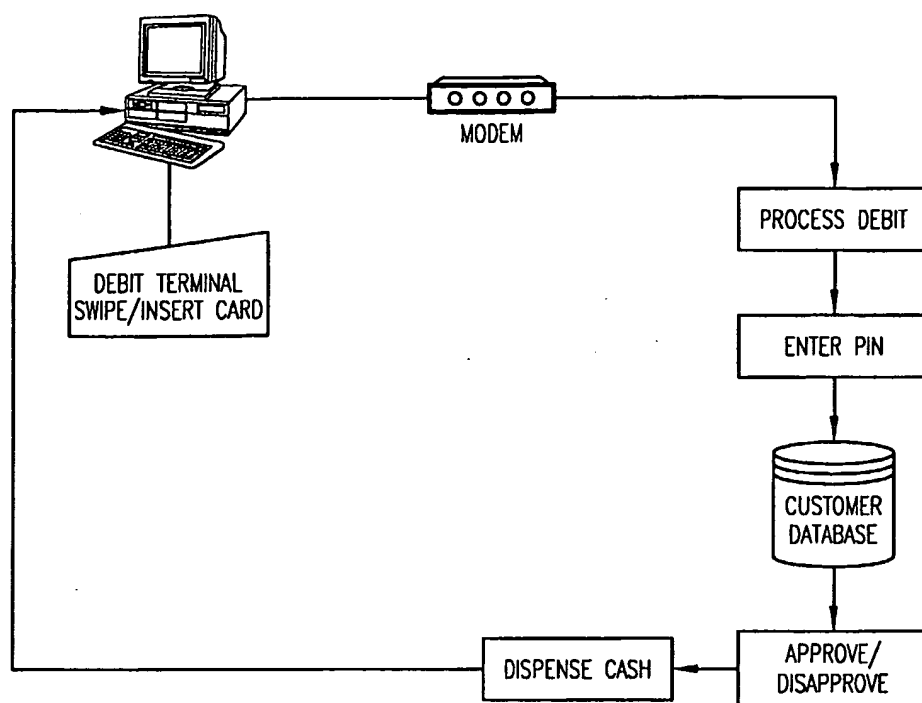 MODEM
PROCESS DEBIT
DEBIT TERMINAL
SWIPE/INSERT CARD
ENTER PIN
CUSTOMER
DATABASE
DISPENSE CASH
APPROVE/
DISAPPROVE